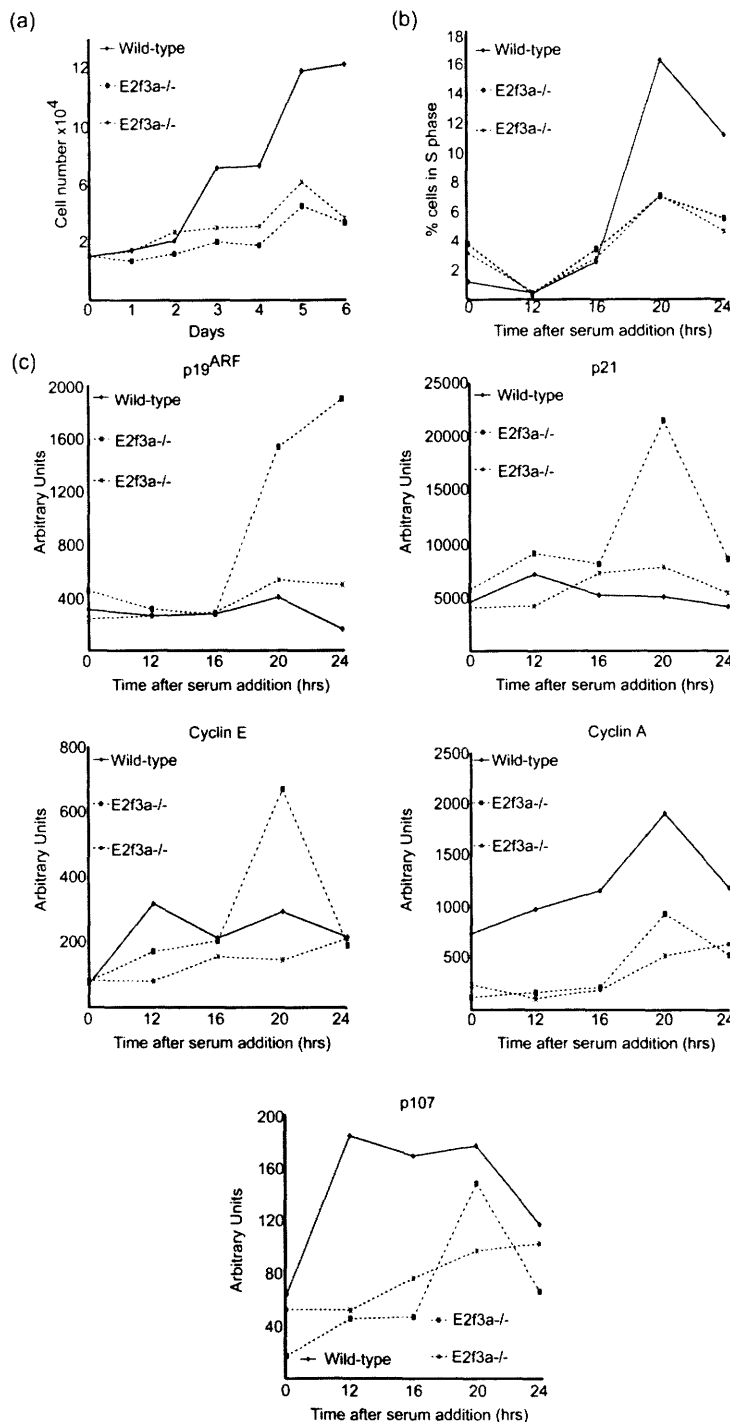 (a)
Wild-type
E2f3a-/-
E2f3a-/-
Cell number x10^4
12
10
6
2
0 1 2 3 4 5 6
Days
(b)
Wild-type
E2f3a-/-
E2f3a-/-
% cells in S phase
18
16
14
12
10
8
6
4
2
0 12 16 20 24
Time after serum addition (hrs)
(c)
p19ARF
Wild-type
E2f3a-/-
E2f3a-/-
Arbitrary Units
2000
1600
1200
800
400
0 12 16 20 24
Time after serum addition (hrs)
p21
Wild-type
E2f3a-/-
E2f3a-/-
Arbitrary Units
25000
20000
15000
10000
5000
0 12 16 20 24
Time after serum addition (hrs)
Cyclin E
Wild-type
E2f3a-/-
E2f3a-/-
Arbitrary Units
800
600
400
200
0 12 16 20 24
Time after serum addition (hrs)
Cyclin A
Wild-type
E2f3a-/-
E2f3a-/-
Arbitrary Units
2500
2000
1500
1000
500
0 12 16 20 24
Time after serum addition (hrs)
p107
Arbitrary Units
200
160
120
80
40
E2f3a-/-
Wild-type
E2f3a-/-
0 12 16 20 24
Time after serum addition (hrs)